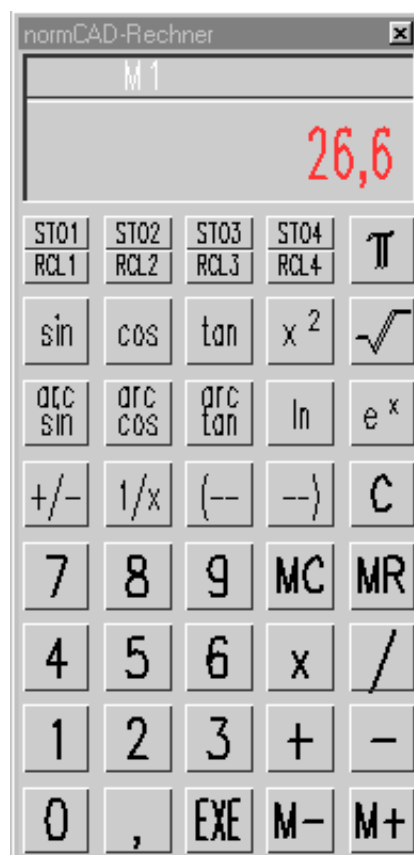 normCAD-Rechner x
M 1
26,6
STO1 STO2 STO3 STO4 π
RCL1 RCL2 RCL3 RCL4
sin cos tan x² √
arc sin arc cos arc tan ln eˣ
+/- 1/x (-- --) C
7 8 9 MC MR
4 5 6 x /
1 2 3 + -
0 , EXE M- M+